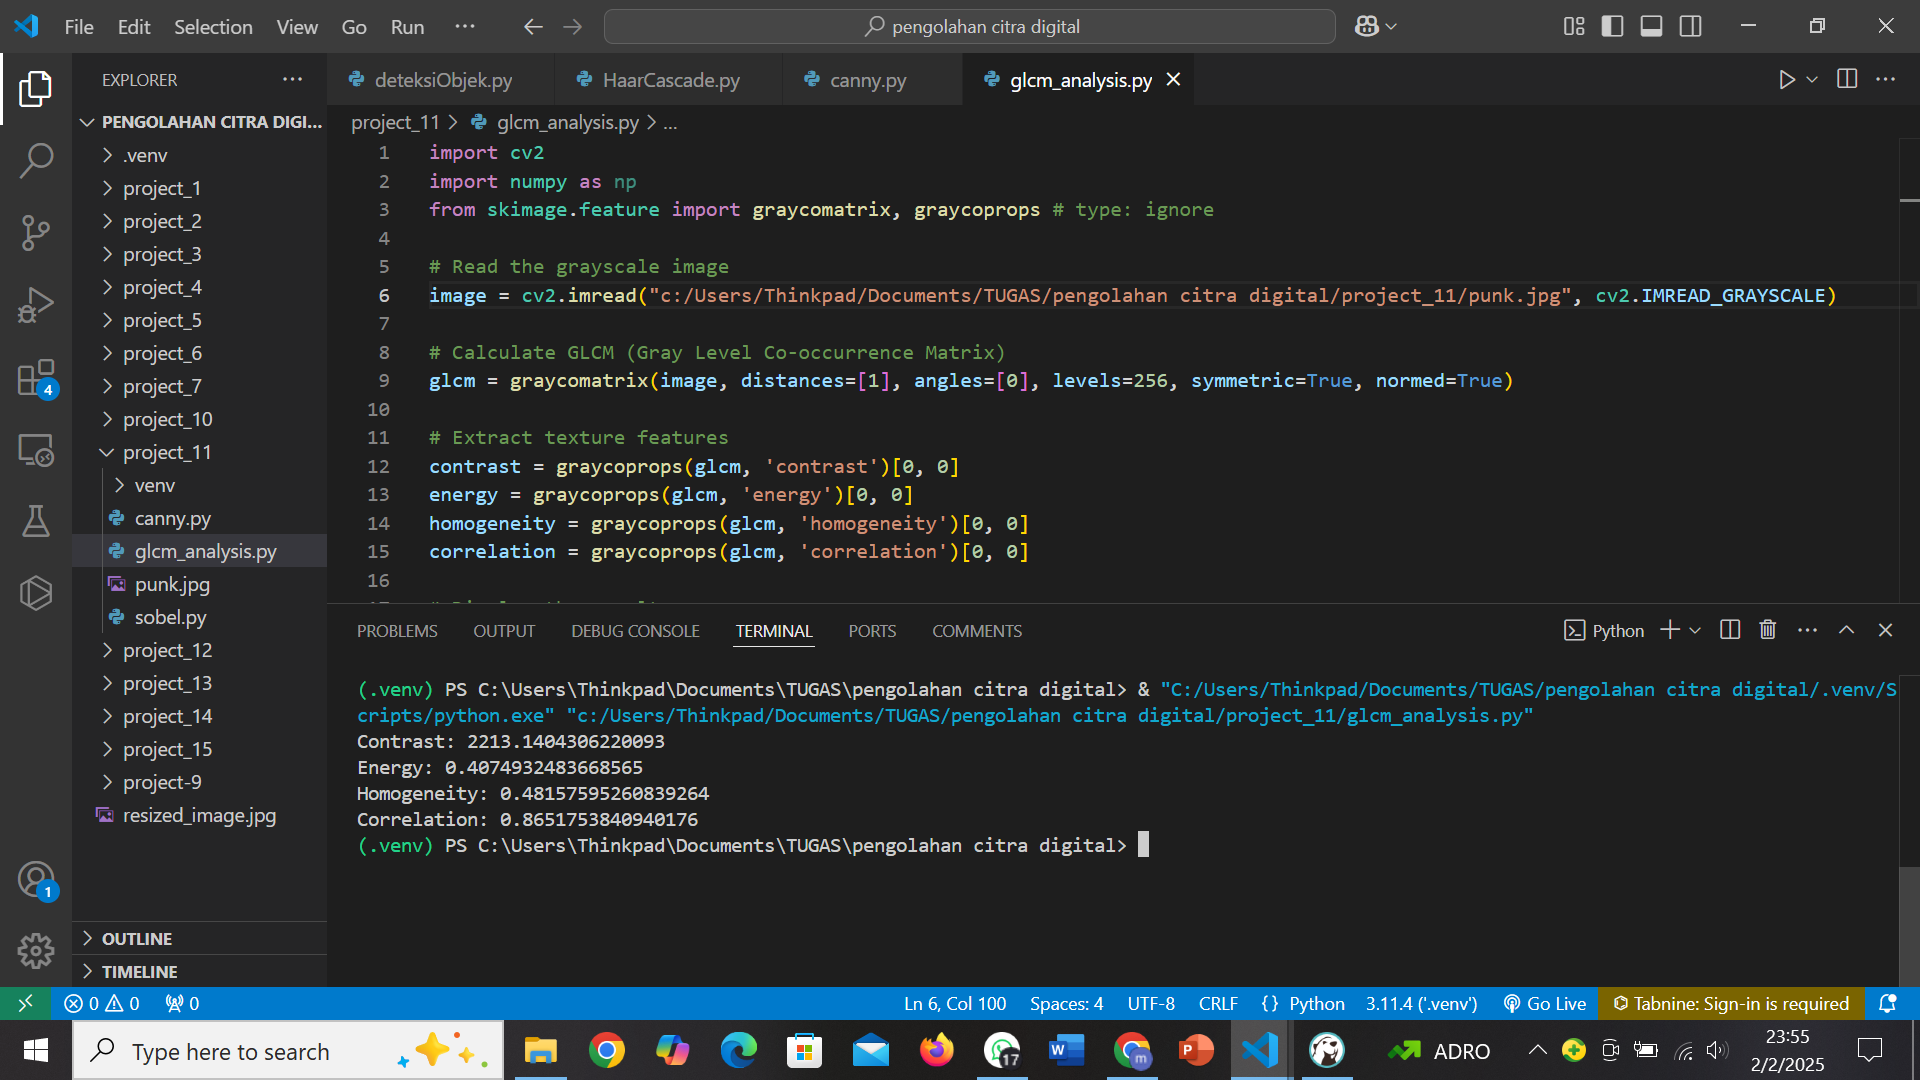 File Edit Selection View Go Run ···
pengolahan citra digital
EXPLORER
PENGOLAHAN CITRA DIGI...
.venv
project_1
project_2
project_3
project_4
project_5
project_6
project_7
project_10
project_11
venv
canny.py
glcm_analysis.py
punk.jpg
sobel.py
project_12
project_13
project_14
project_15
project-9
resized_image.jpg
OUTLINE
TIMELINE
4
1
deteksiObjek.py HaarCascade.py canny.py glcm_analysis.py
project_11 > glcm_analysis.py > ...
1 import cv2
2 import numpy as np
3 from skimage.feature import graycomatrix, graycoprops # type: ignore
4
5 # Read the grayscale image
6 image = cv2.imread("c:/Users/Thinkpad/Documents/TUGAS/pengolahan citra digital/project_11/punk.jpg", cv2.IMREAD_GRAYSCALE)
7
8 # Calculate GLCM (Gray Level Co-occurrence Matrix)
9 glcm = graycomatrix(image, distances=[1], angles=[0], levels=256, symmetric=True, normed=True)
10
11 # Extract texture features
12 contrast = graycoprops(glcm, 'contrast')[0, 0]
13 energy = graycoprops(glcm, 'energy')[0, 0]
14 homogeneity = graycoprops(glcm, 'homogeneity')[0, 0]
15 correlation = graycoprops(glcm, 'correlation')[0, 0]
16
PROBLEMS OUTPUT DEBUG CONSOLE TERMINAL PORTS COMMENTS
Python
(.venv) PS C:\Users\Thinkpad\Documents\TUGAS\pengolahan citra digital> & "C:/Users/Thinkpad/Documents/TUGAS/pengolahan citra digital/.venv/S
cripts/python.exe" "c:/Users/Thinkpad/Documents/TUGAS/pengolahan citra digital/project_11/glcm_analysis.py"
Contrast: 2213.1404306220093
Energy: 0.4074932483668565
Homogeneity: 0.48157595260839264
Correlation: 0.8651753840940176
(.venv) PS C:\Users\Thinkpad\Documents\TUGAS\pengolahan citra digital>
0 0 0
Ln 6, Col 100 Spaces: 4 UTF-8 CRLF {} Python 3.11.4 ('.venv') Go Live Tabnine: Sign-in is required
Type here to search
17
W
m
P
ADRO
23:55
2/2/2025